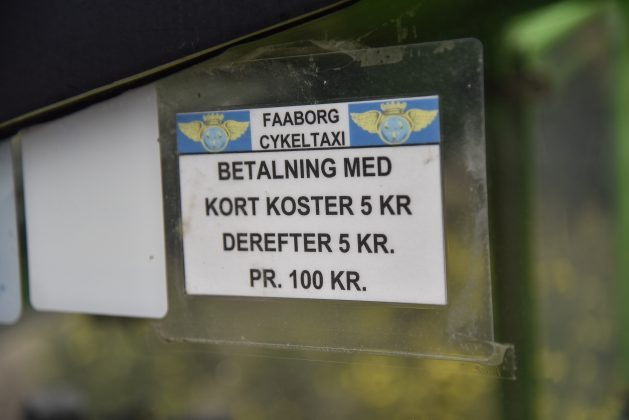 FAABORG
CYKELTAXI
BETALNING MED
KORT KOSTER 5 KR
DEREFTER 5 KR.
PR. 100 KR.